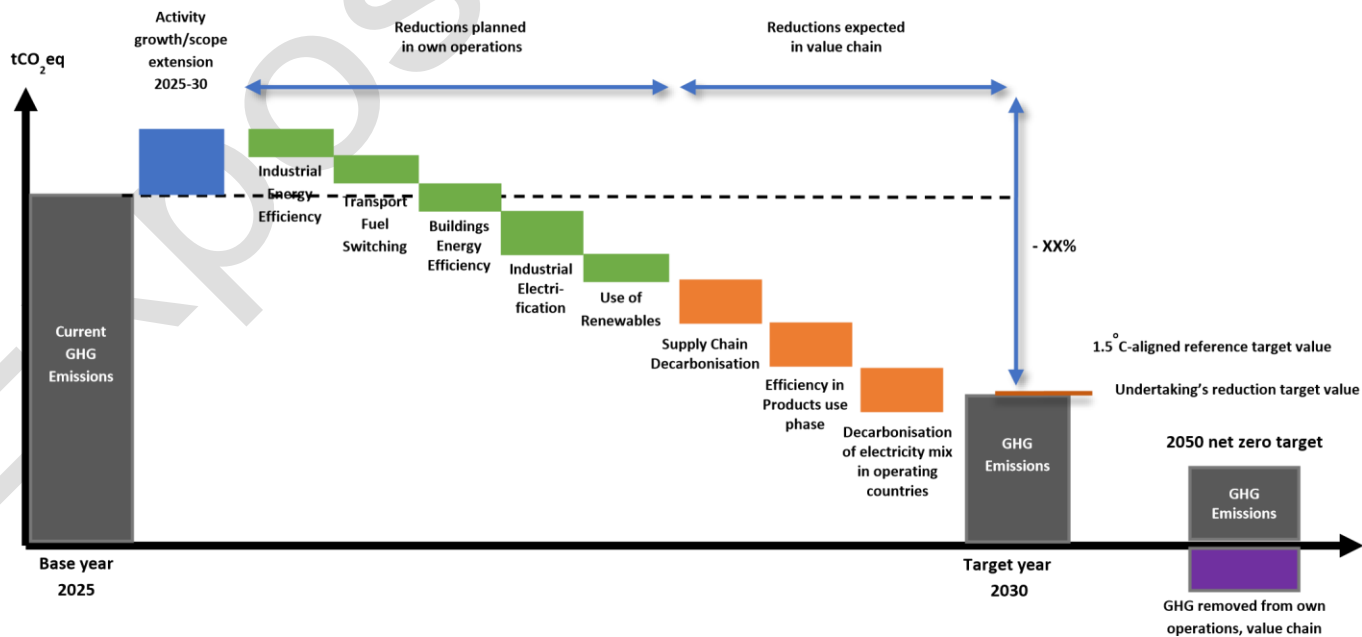 Activity
growth/scope
extension
2025-30
Reductions planned
in own operations
Reductions expected
in value chain
tCO2eq
Industrial
Energy
Efficiency
Transport
Fuel
Switching
Buildings
Energy
Efficiency
Industrial
Electri-
fication
Use of
Renewables
Supply Chain
Decarbonisation
Efficiency in
Products use
phase
Decarbonisation
of electricity mix
in operating
countries
- XX%
Current
GHG
Emissions
1.5°C-aligned reference target value
Undertaking's reduction target value
GHG
Emissions
2050 net zero target
GHG
Emissions
Base year
2025
Target year
2030
GHG removed from own
operations, value chain